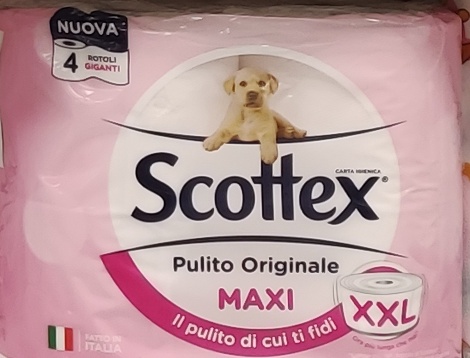 NUOVA
4 ROTOLI
GIGANTI
CARTA IGIENICA
Scottex®
Pulito Originale
MAXI
XXL
Il pulito di cui ti fidi
FATTO IN
ITALIA